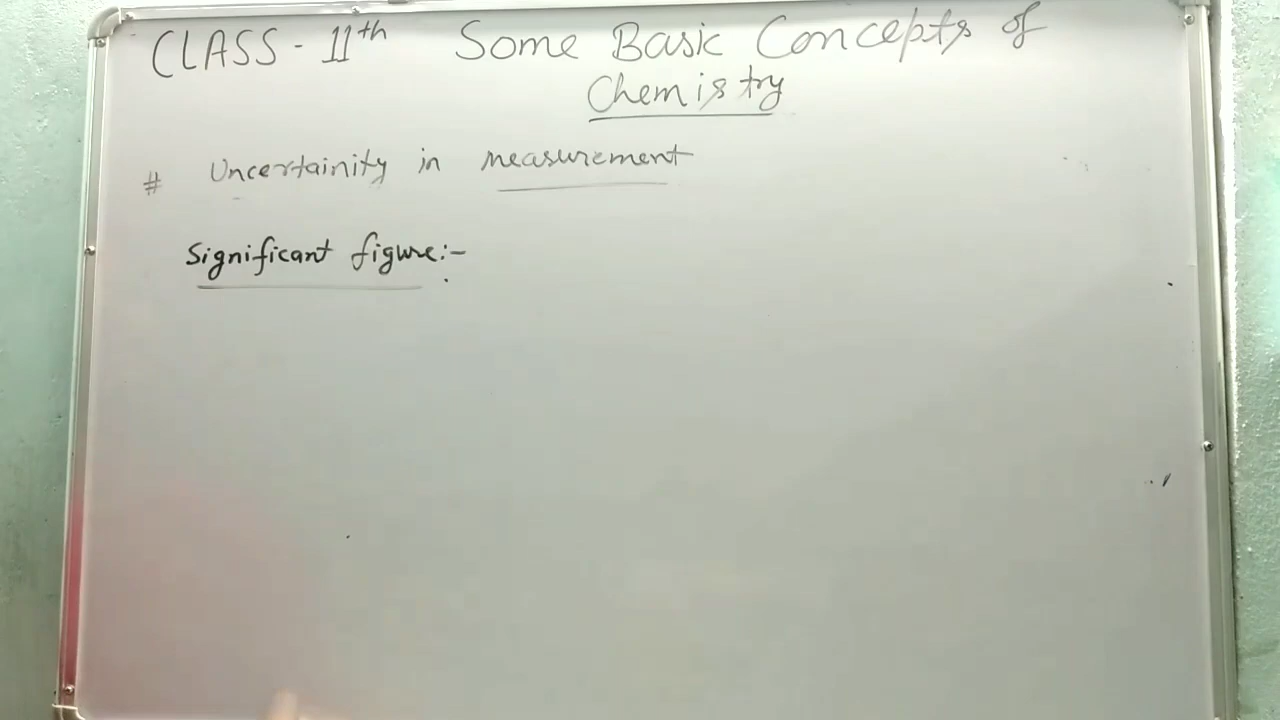 CLASS - 11th Some Basic Concepts of
Chemistry
# Uncertainity in measurement
Significant figure:-